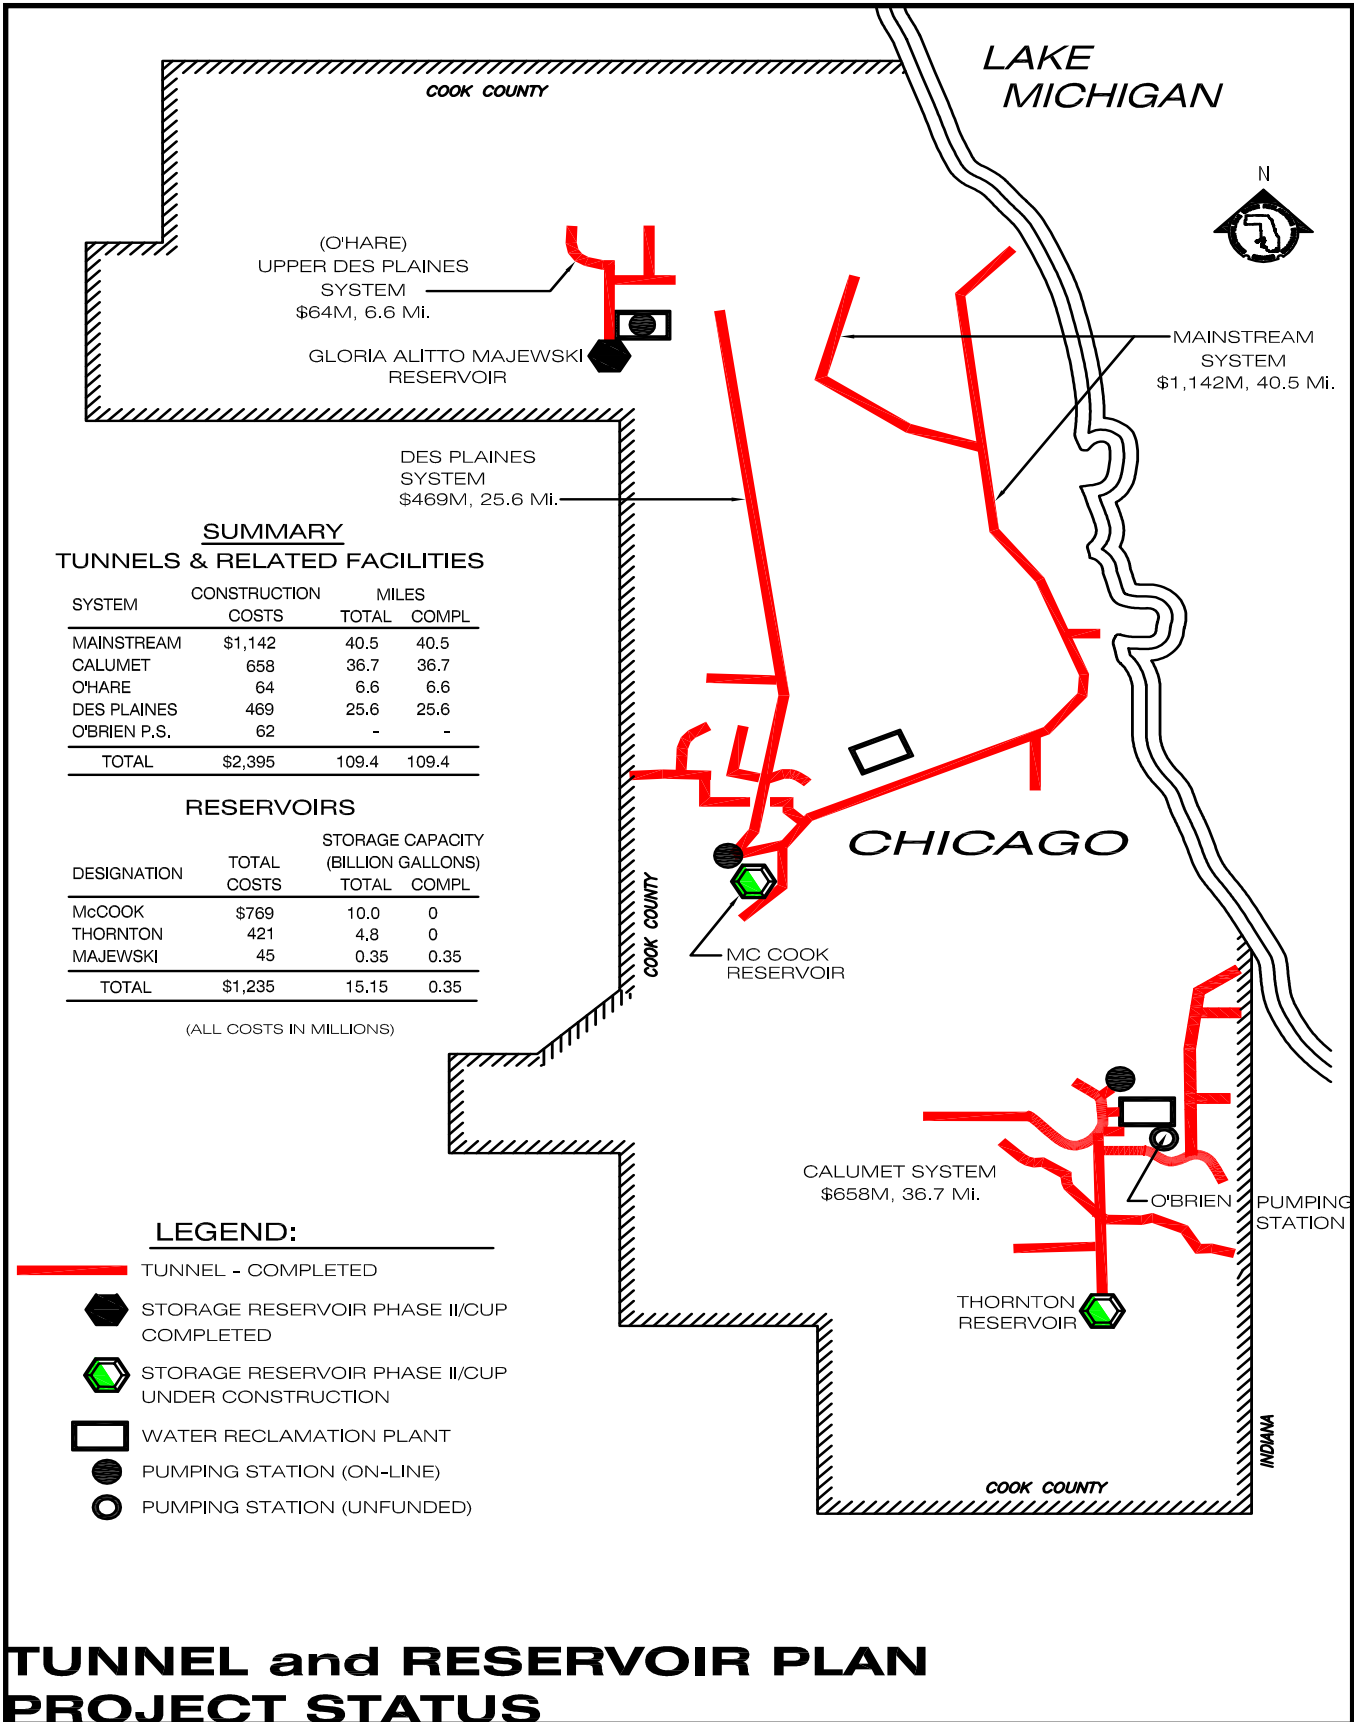 LAKE
MICHIGAN
COOK COUNTY
N
(O'HARE)
UPPER DES PLAINES
SYSTEM
$64M, 6.6 Mi.
GLORIA ALITTO MAJEWSKI
RESERVOIR
MAINSTREAM
SYSTEM
$1,142M, 40.5 Mi.
DES PLAINES
SYSTEM
$469M, 25.6 Mi.
SUMMARY
TUNNELS & RELATED FACILITIES
SYSTEM CONSTRUCTION COSTS MILES TOTAL COMPL
MAINSTREAM $1,142 40.5 40.5
CALUMET 658 36.7 36.7
O'HARE 64 6.6 6.6
DES PLAINES 469 25.6 25.6
O'BRIEN P.S. 62 - -
TOTAL $2,395 109.4 109.4
RESERVOIRS
DESIGNATION TOTAL COSTS STORAGE CAPACITY (BILLION GALLONS) TOTAL COMPL
McCOOK $769 10.0 0
THORNTON 421 4.8 0
MAJEWSKI 45 0.35 0.35
TOTAL $1,235 15.15 0.35
(ALL COSTS IN MILLIONS)
CHICAGO
COOK COUNTY
MC COOK
RESERVOIR
CALUMET SYSTEM
$658M, 36.7 Mi.
O'BRIEN PUMPING
STATION
THORNTON
RESERVOIR
INDIANA
COOK COUNTY
LEGEND:
TUNNEL - COMPLETED
STORAGE RESERVOIR PHASE II/CUP
COMPLETED
STORAGE RESERVOIR PHASE II/CUP
UNDER CONSTRUCTION
WATER RECLAMATION PLANT
PUMPING STATION (ON-LINE)
PUMPING STATION (UNFUNDED)
TUNNEL and RESERVOIR PLAN
PROJECT STATUS